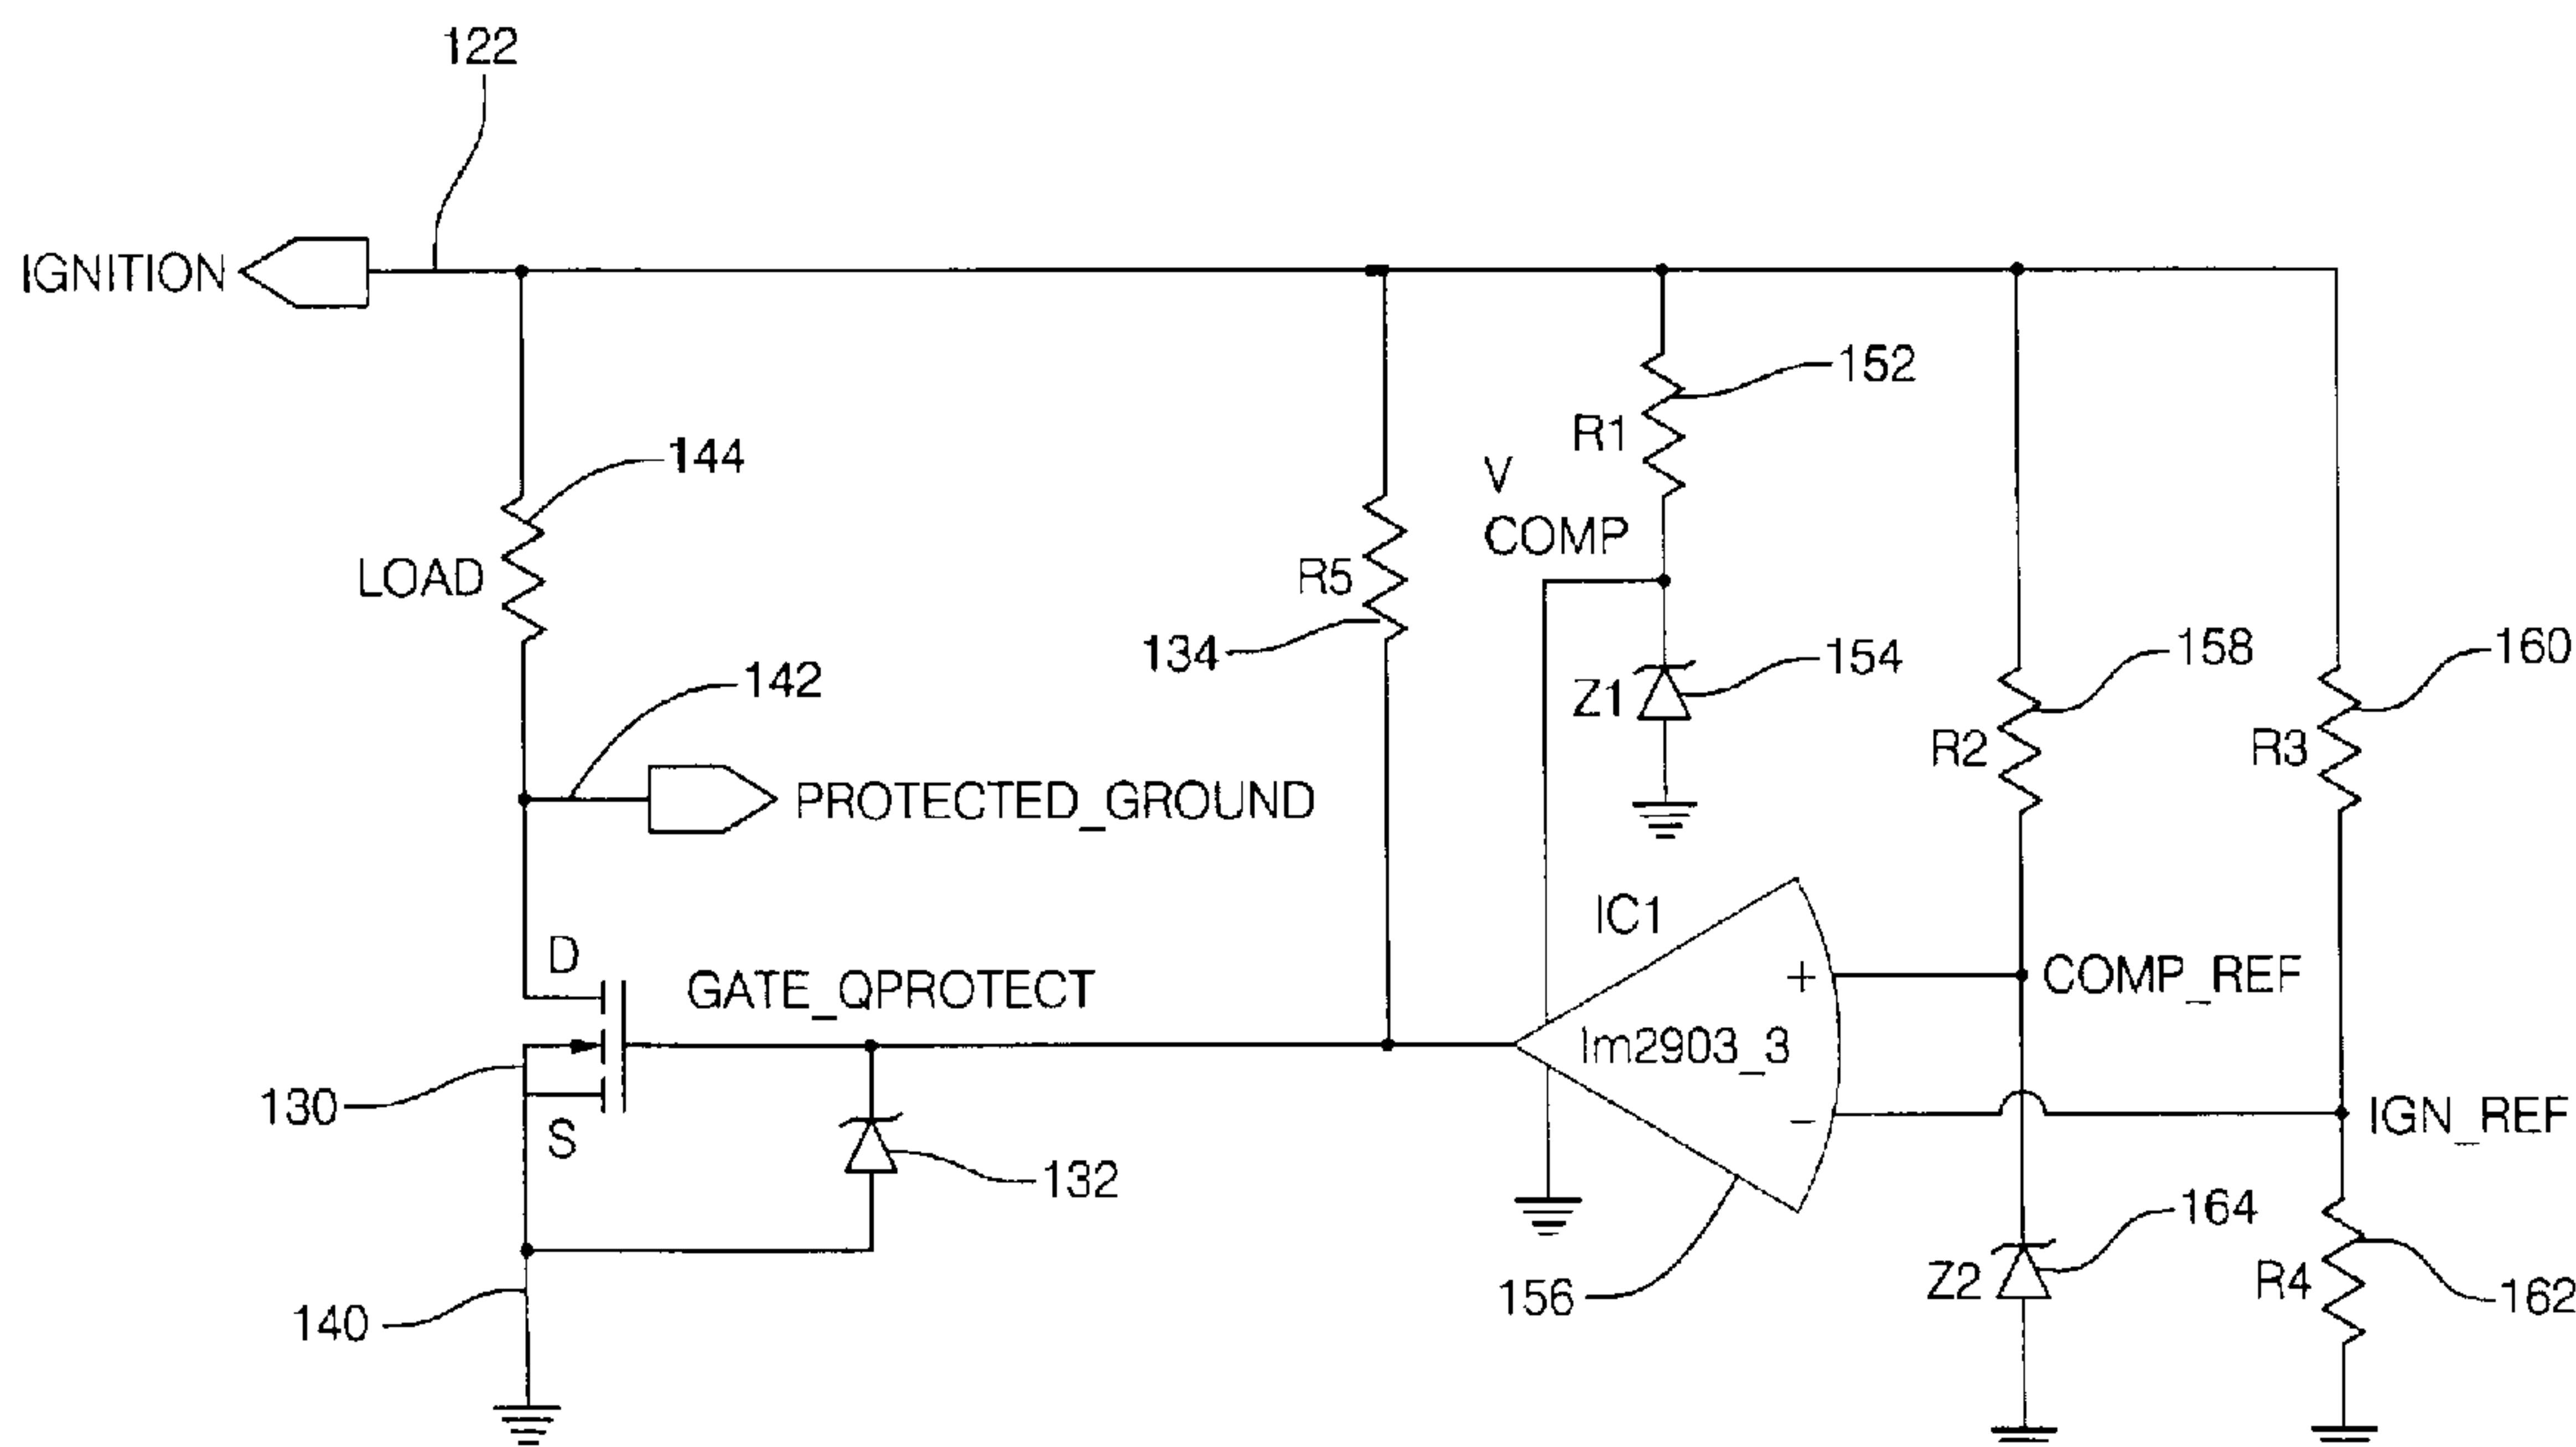 122
IGNITION
152
R1
144
V
COMP
LOAD
R5
134
154
158
160
142
Z1
R2
R3
PROTECTED_GROUND
IC1
D
+
COMP_REF
GATE_QPROTECT
lm2903_3
130
S
–
IGN_REF
132
164
Z2
R4
156
162
140